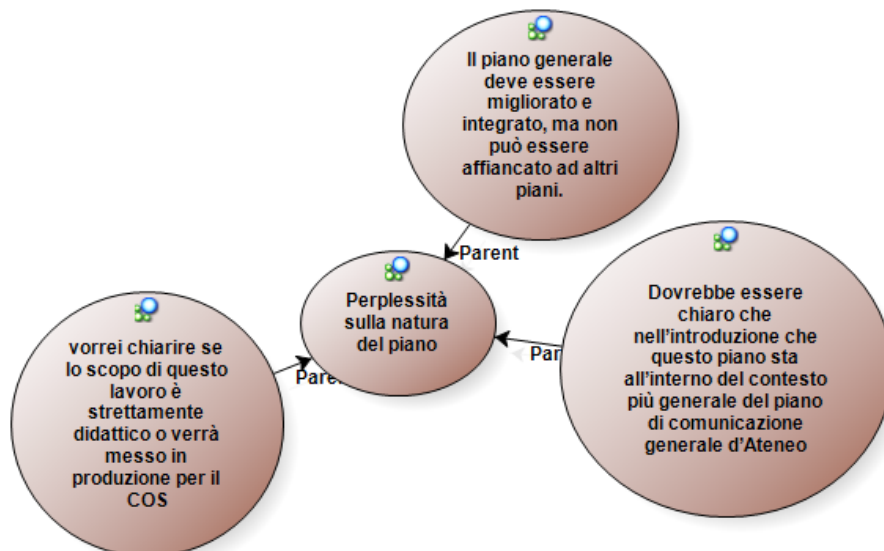 Il piano generale
deve essere
migliorato e
integrato, ma non
può essere
affiancato ad altri
piani.
Parent
Perplessità
sulla natura
del piano
Dovrebbe essere
chiaro che
nell'introduzione che
questo piano sta
all'interno del contesto
più generale del piano
di comunicazione
generale d'Ateneo
Par
vorrei chiarire se
lo scopo di questo
lavoro è
strettamente
didattico o verrà
messo in
produzione per il
COS
Paren